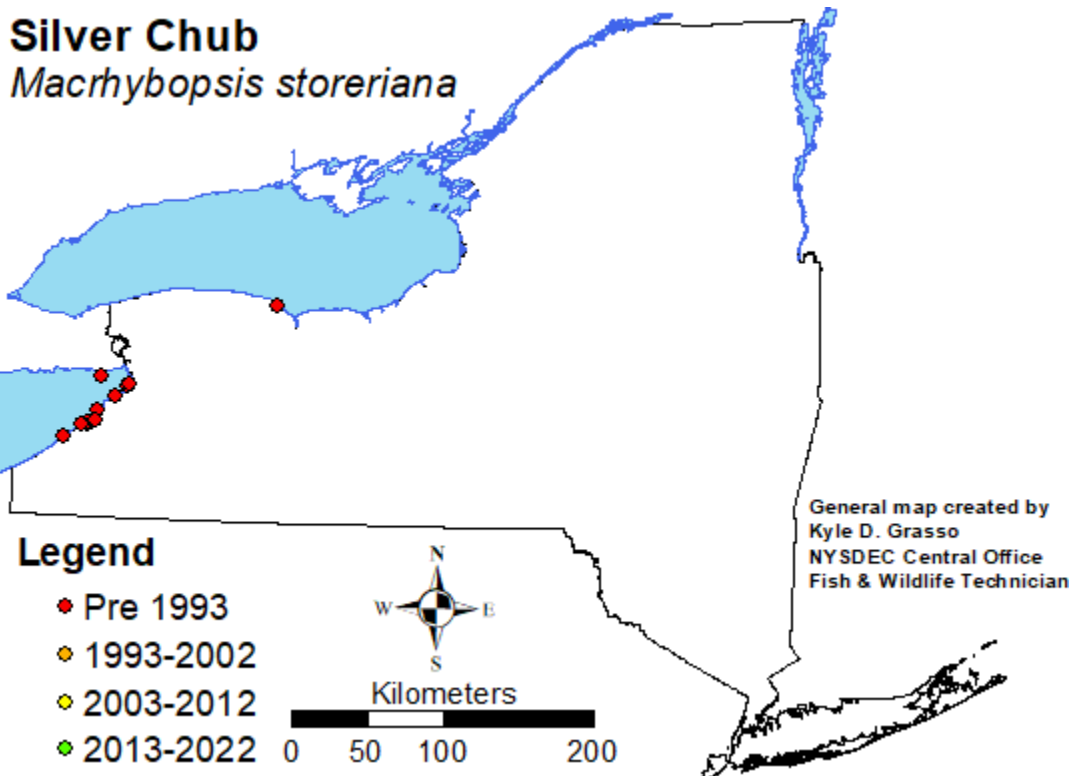 Silver Chub
Macrhybopsis storeriana
General map created by
Kyle D. Grasso
NYSDEC Central Office
Fish & Wildlife Technician
Legend
Pre 1993
1993-2002
2003-2012
2013-2022
N
W E
S
Kilometers
0 50 100 200